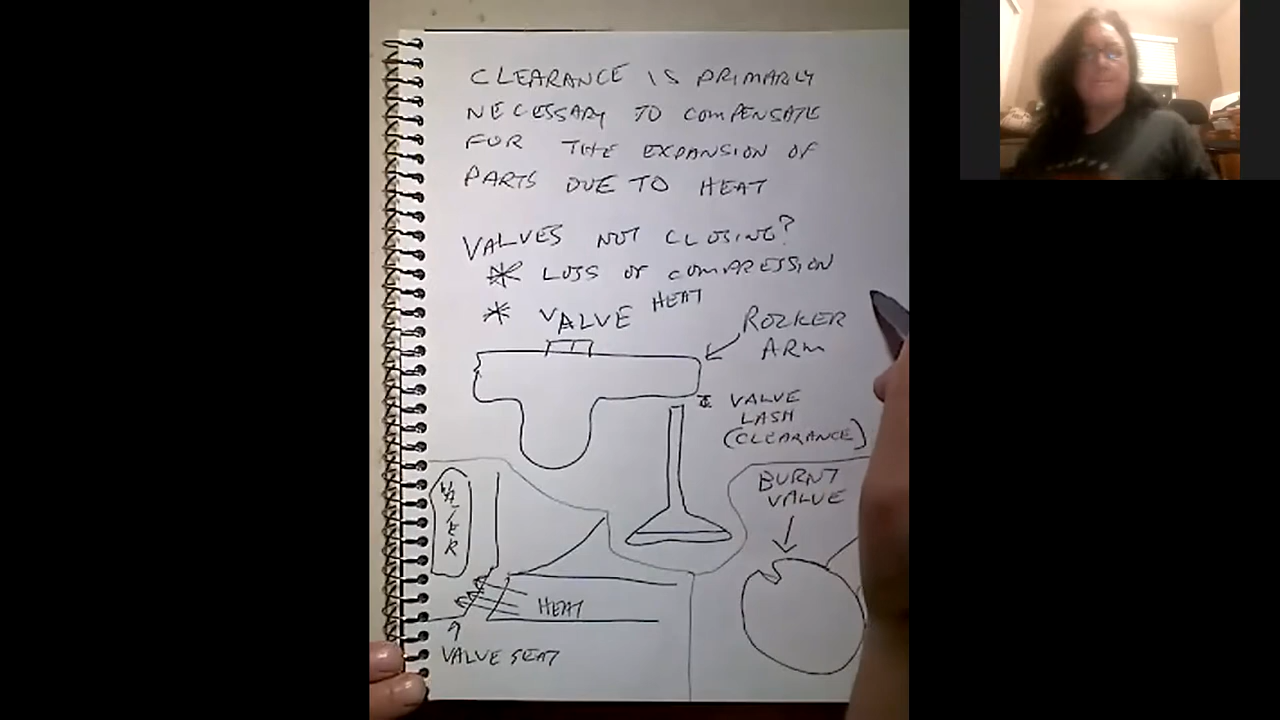 CLEARANCE IS PRIMARILY
NECESSARY TO COMPENSATE
FOR THE EXPANSION OF
PARTS DUE TO HEAT
VALVES NOT CLOSING?
* LOSS OF COMPRESSION
* VALVE HEAT
ROCKER
ARM
VALVE
LASH
(CLEARANCE)
BURNT
VALVE
WATER
HEAT
VALVE SEAT